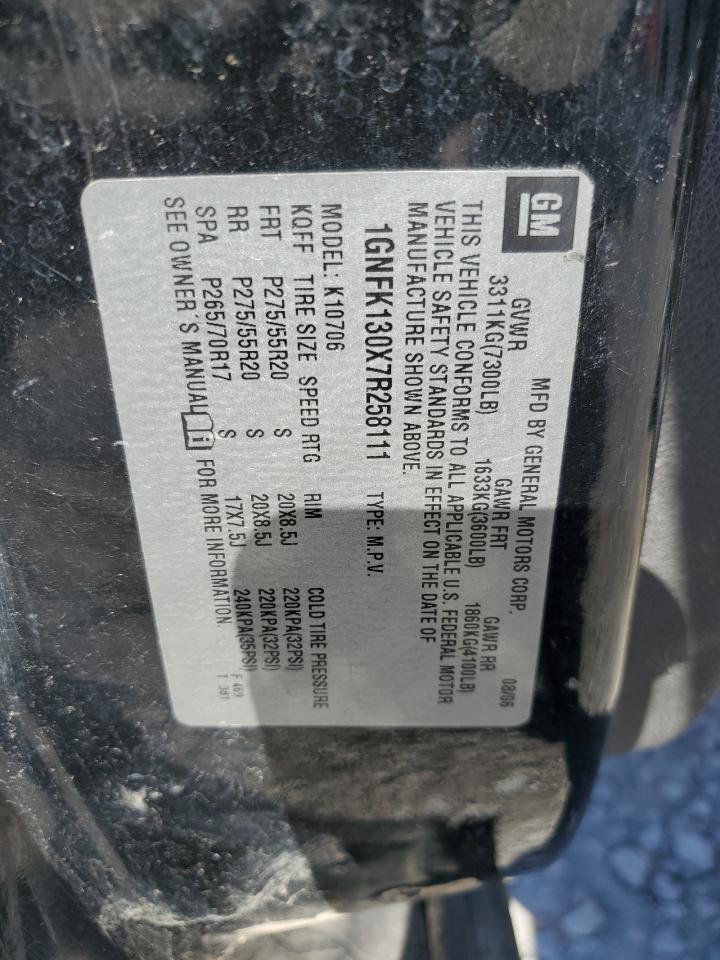 GM
MFD BY GENERAL MOTORS CORP. 08/06
GVWR GAWR FRT GAWR RR
3311KG(7300LB) 1633KG(3600LB) 1860KG(4100LB)
THIS VEHICLE CONFORMS TO ALL APPLICABLE U.S. FEDERAL MOTOR
VEHICLE SAFETY STANDARDS IN EFFECT ON THE DATE OF
MANUFACTURE SHOWN ABOVE.
1GNFK130X7R258111 TYPE: M.P.V.
MODEL: K10706
KQFF TIRE SIZE SPEED RTG RIM COLD TIRE PRESSURE
FRT P275/55R20 S 20X8.5J 220KPA(32PSI)
RR P275/55R20 S 20X8.5J 220KPA(32PSI)
SPA P265/70R17 S 17X7.5J 240KPA(35PSI)
SEE OWNER'S MANUAL i FOR MORE INFORMATION.
F 469
T 381